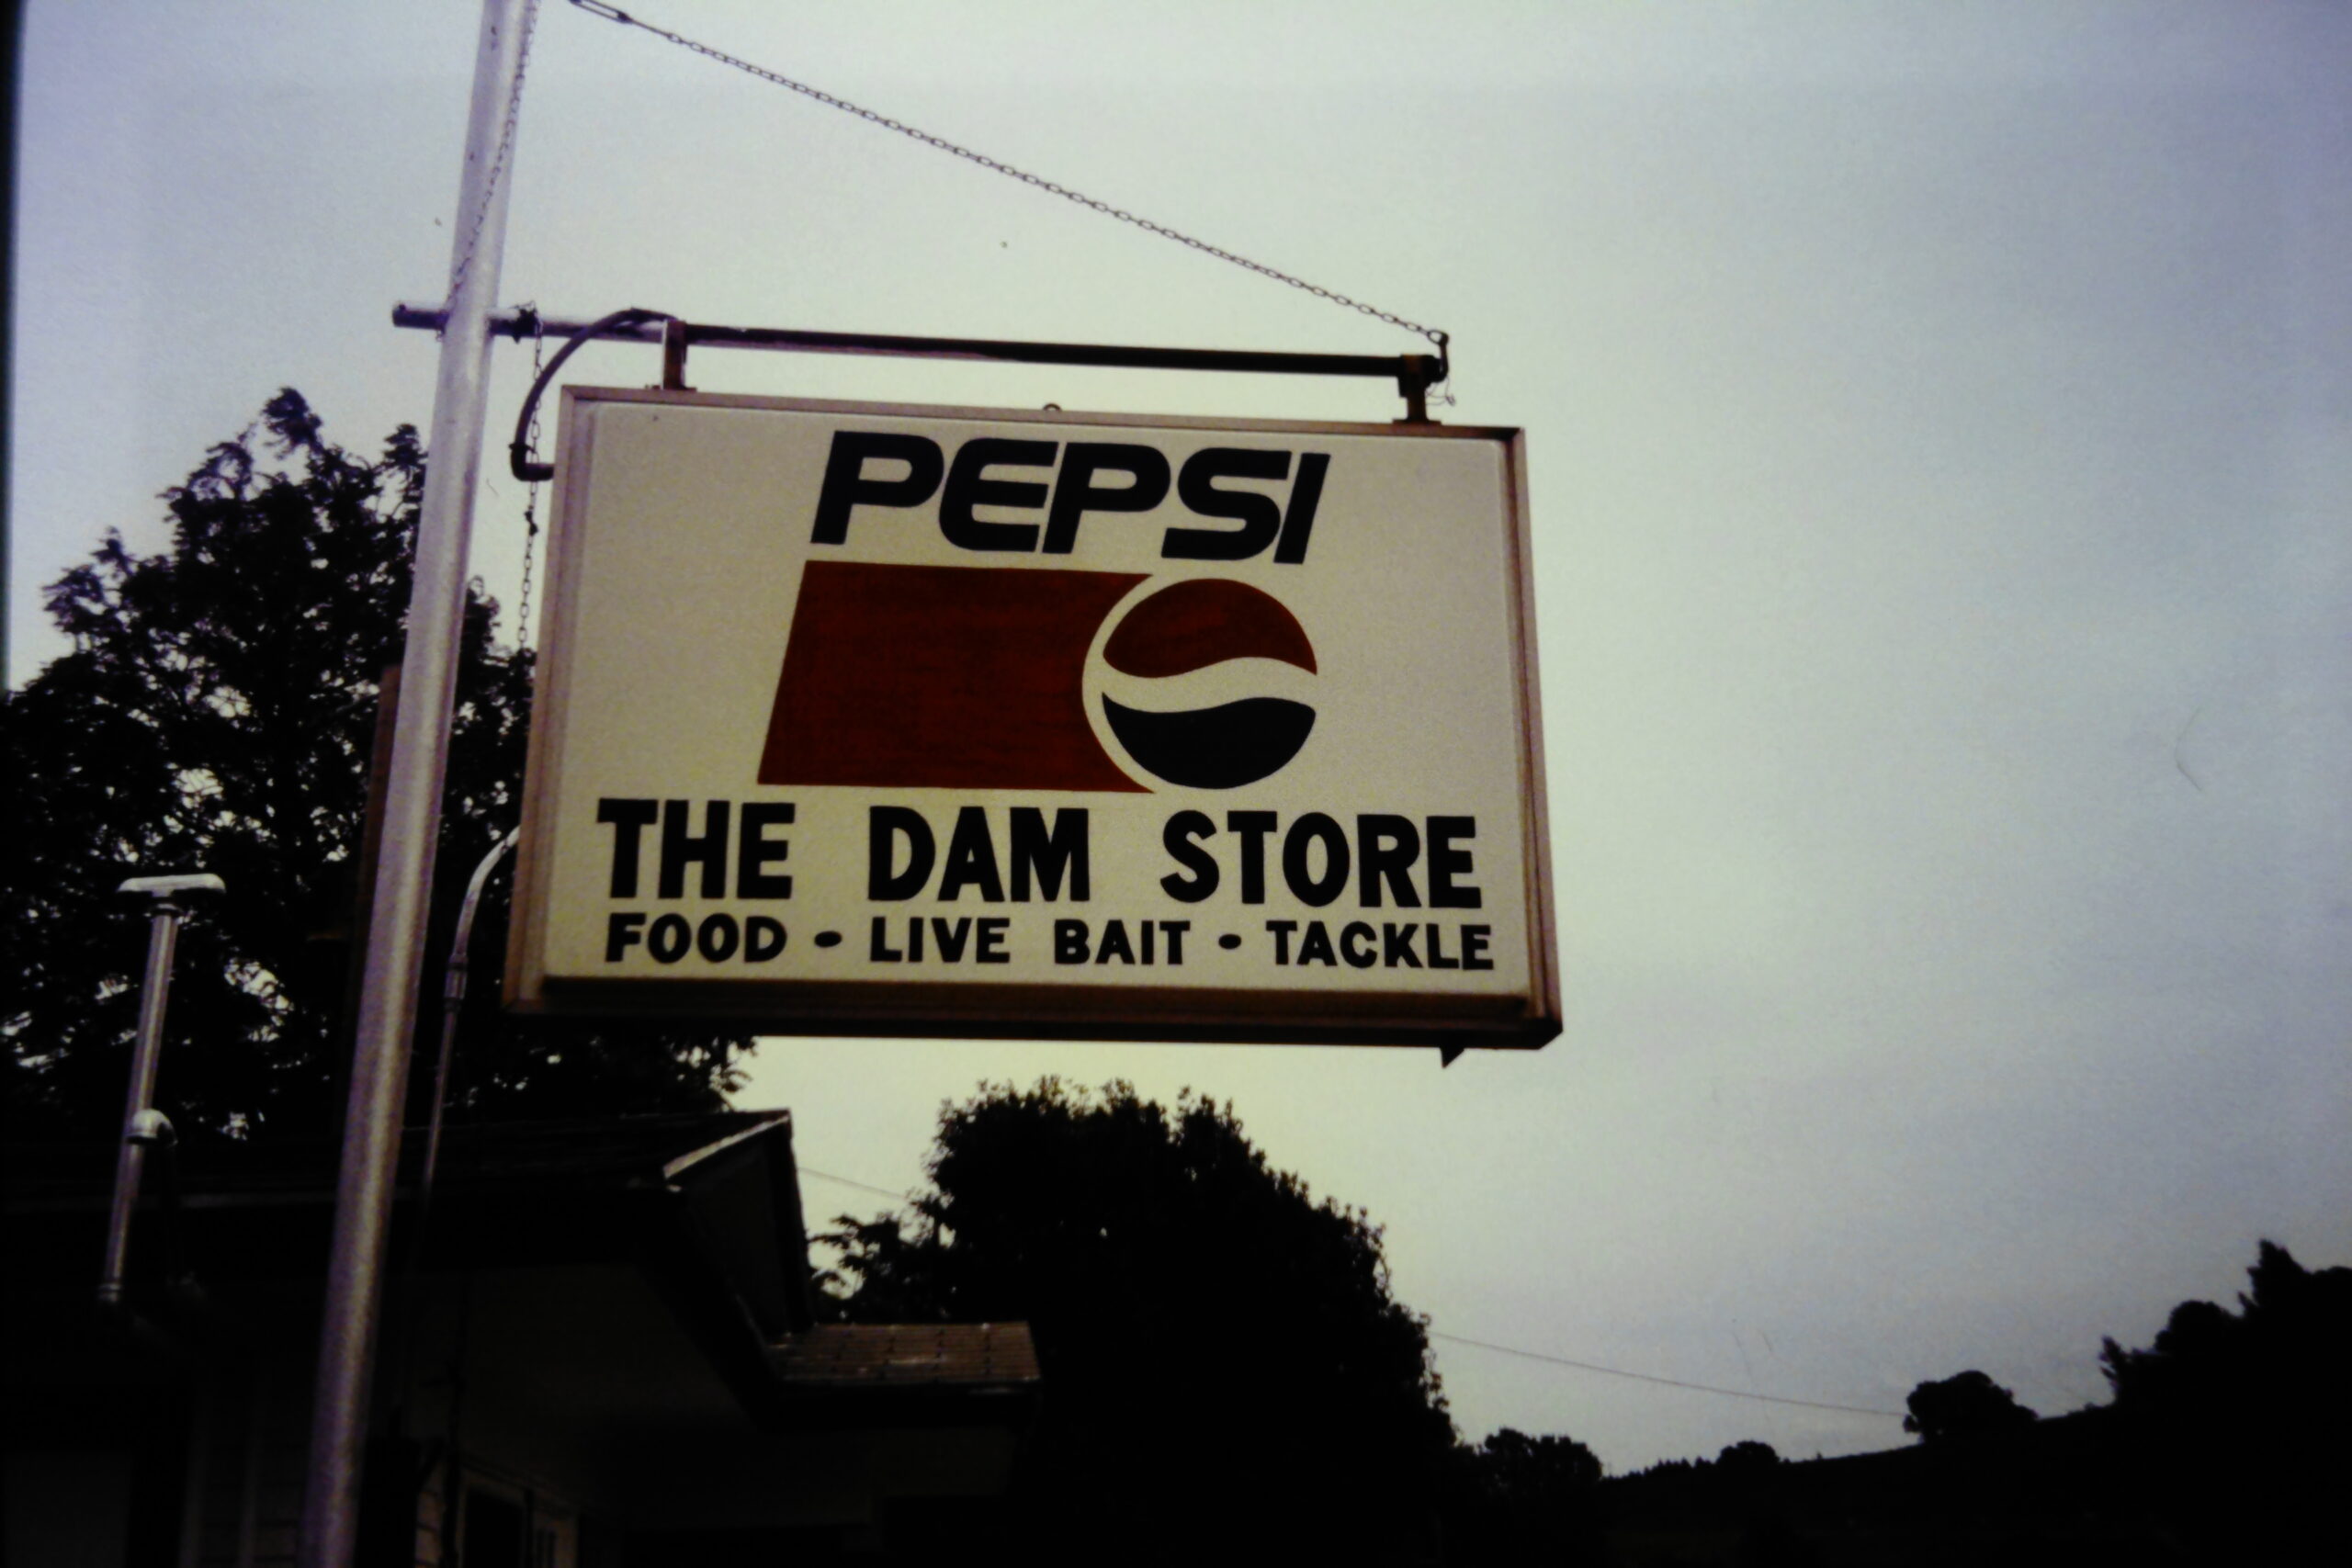 PEPSI
THE DAM STORE
FOOD • LIVE BAIT • TACKLE